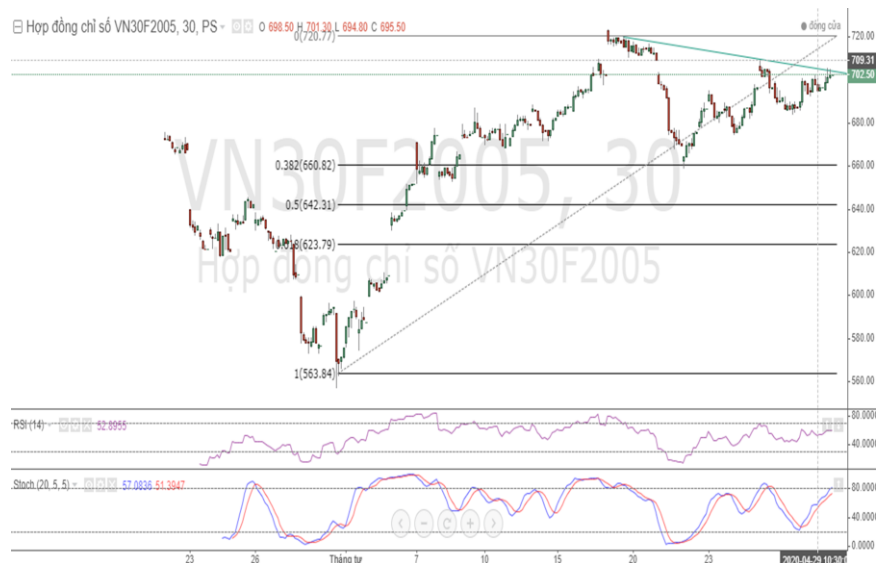 Hợp đồng chỉ số VN30F2005, 30, PS O 698.50 H 701.30 L 694.80 C 695.50
đóng cửa
0(720.77)
720.00
709.31
702.50
680.00
VN30F2005, 30
0.382(660.82)
660.00
0.5(642.31)
640.00
0.618(623.79)
620.00
Hợp đồng chỉ số VN30F2005
600.00
580.00
1(563.84)
560.00
RSI (14) 52.8955
80.0000
40.0000
Stoch (20, 5, 5) 57.0836 51.3947
80.0000
40.0000
0.0000
23 26 Tháng tư 7 10 15 20 23 2020-04-29 10:30:0